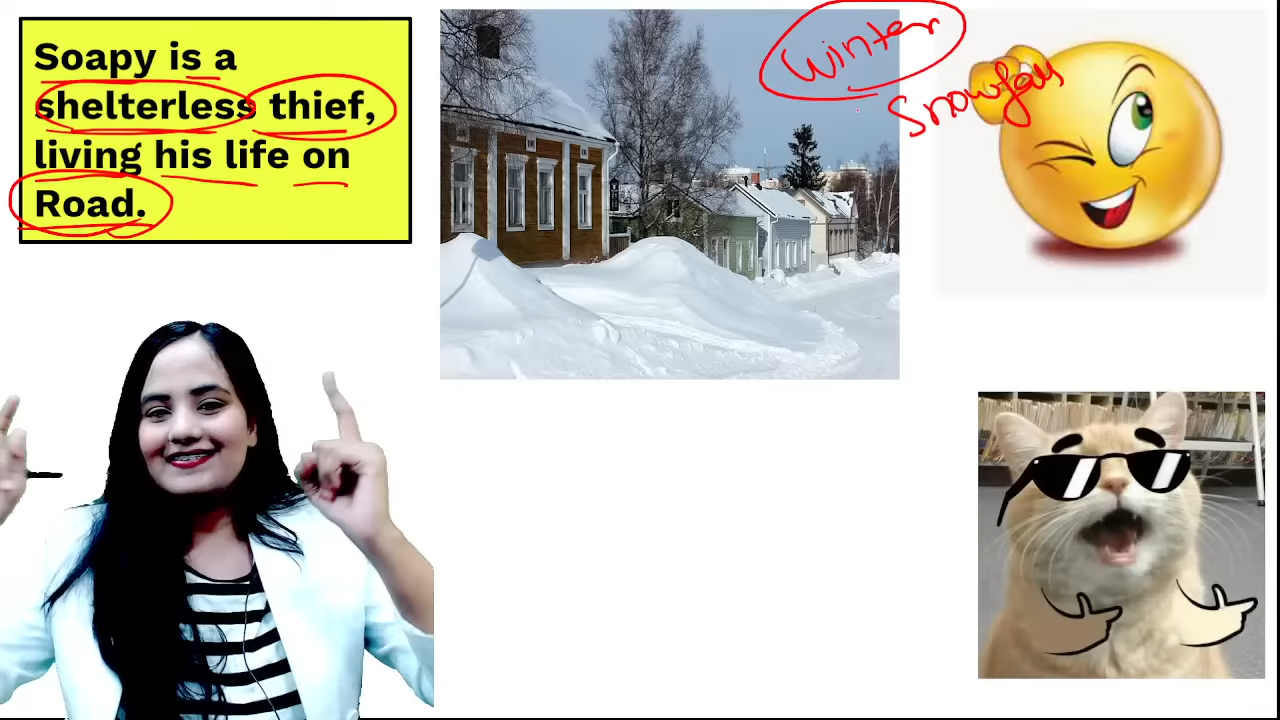 Soapy is a
shelterless thief,
living his life on
Road.
Winter
Snowfall